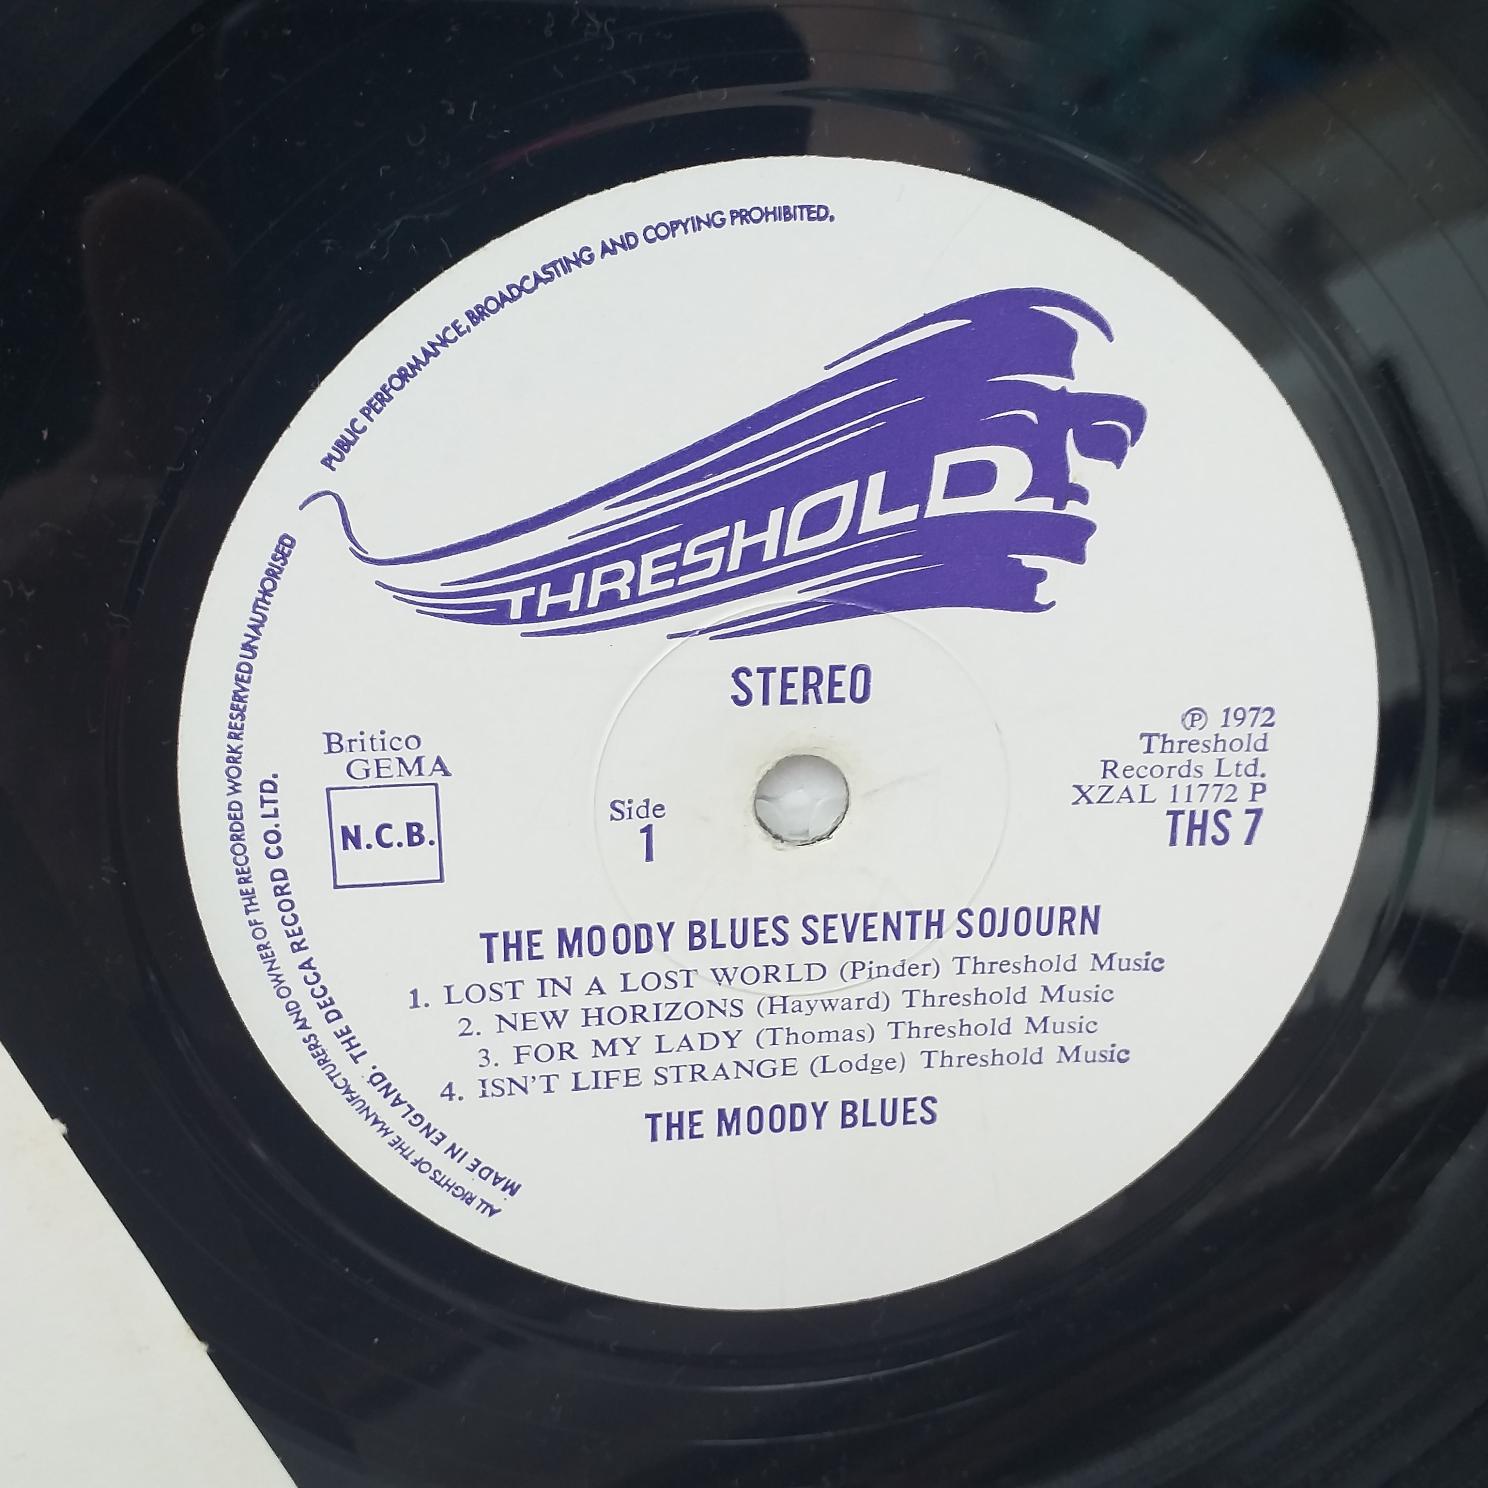 PUBLIC PERFORMANCE, BROADCASTING AND COPYING PROHIBITED.
ALL RIGHTS OF THE MANUFACTURERS AND OWNER OF THE RECORDED WORK RESERVED UNAUTHORISED
MADE IN ENGLAND. THE DECCA RECORD CO. LTD.
THRESHOLD
STEREO
Britico
GEMA
N.C.B.
Side
1
℗ 1972
Threshold
Records Ltd.
XZAL 11772 P
THS 7
THE MOODY BLUES SEVENTH SOJOURN
1. LOST IN A LOST WORLD (Pinder) Threshold Music
2. NEW HORIZONS (Hayward) Threshold Music
3. FOR MY LADY (Thomas) Threshold Music
4. ISN'T LIFE STRANGE (Lodge) Threshold Music
THE MOODY BLUES